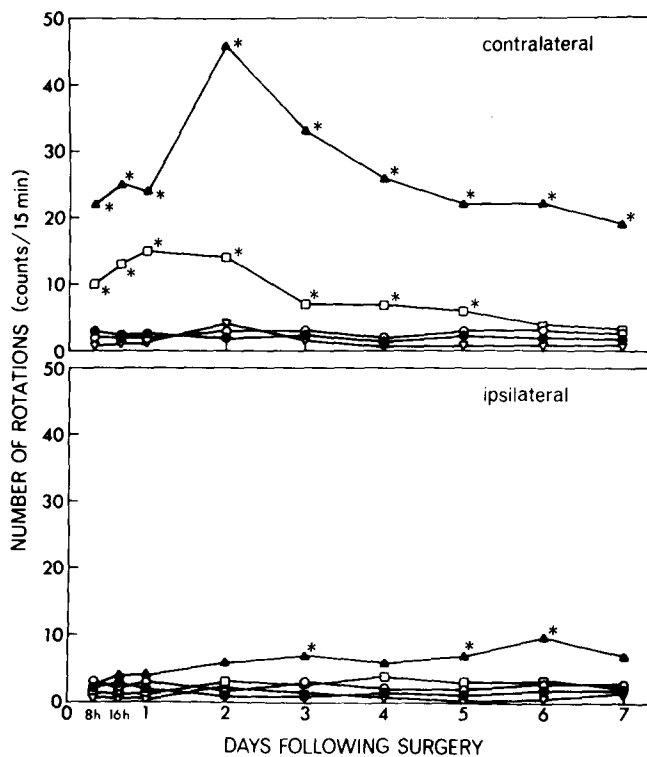 NUMBER OF ROTATIONS (counts/15 min)
contralateral
50
40
30
20
10
0
* * * * * * * * *
* * * * * * *
ipsilateral
50
40
30
20
10
0
* * *
0 8h 16h 1 2 3 4 5 6 7
DAYS FOLLOWING SURGERY